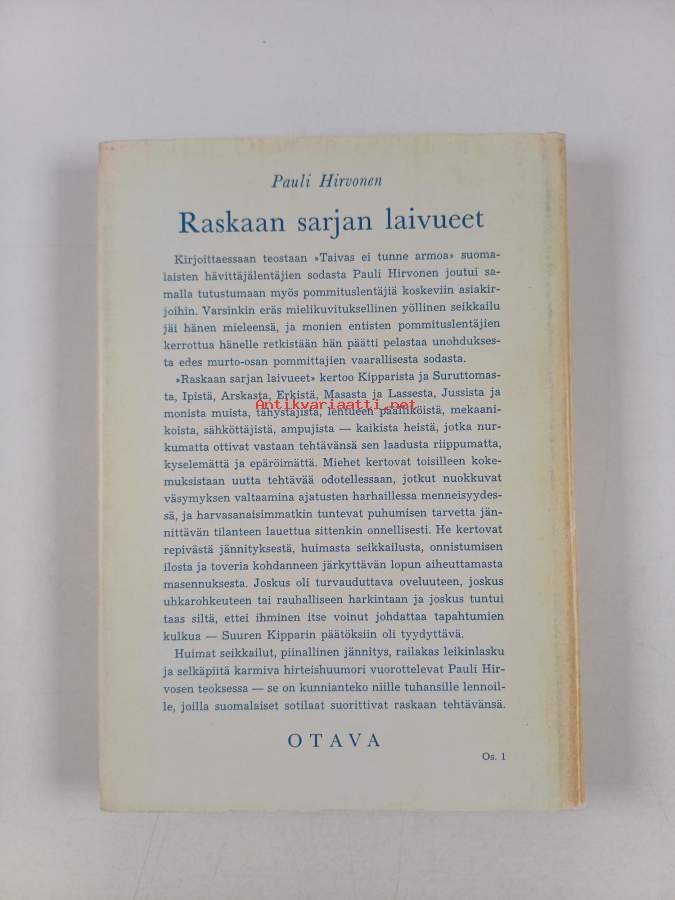 Pauli Hirvonen
Raskaan sarjan laivueet
Kirjoittaessaan teostaan »Taivas ei tunne armoa» suoma-
laisten hävittäjälentäjien sodasta Pauli Hirvonen joutui sa-
malla tutustumaan myös pommituslentäjiä koskeviin asiakir-
joihin. Varsinkin eräs mielikuvituksellinen yöllinen seikkailu
jäi hänen mieleensä, ja monien entisten pommituslentäjien
kerrottua hänelle retkistään hän päätti pelastaa unohdukses-
ta edes murto-osan pommittajien vaarallisesta sodasta.
»Raskaan sarjan laivueet» kertoo Kipparista ja Suruttomas-
ta, Ipistä, Arskasta, Erkistä, Masasta ja Lassesta, Jussista ja
Antikvariaatti.net
monista muista, tähystäjistä, lentueen päälliköistä, mekaani-
koista, sähköttäjistä, ampujista — kaikista heistä, jotka nur-
kumatta ottivat vastaan tehtävänsä sen laadusta riippumatta,
kyselemättä ja epäröimättä. Miehet kertovat toisilleen koke-
muksistaan uutta tehtävää odotellessaan, jotkut nuokkuvat
väsymyksen valtaamina ajatusten harhaillessa menneisyydes-
sä, ja harvasanaisimmatkin tuntevat puhumisen tarvetta jän-
nittävän tilanteen lauettua sittenkin onnellisesti. He kertovat
repivästä jännityksestä, huimasta seikkailusta, onnistumisen
ilosta ja toveria kohdanneen järkyttävän lopun aiheuttamasta
masennuksesta. Joskus oli turvauduttava oveluuteen, joskus
uhkarohkeuteen tai rauhalliseen harkintaan ja joskus tuntui
taas siltä, ettei ihminen itse voinut johdattaa tapahtumien
kulkua — Suuren Kipparin päätöksiin oli tyydyttävä.
Huimat seikkailut, piinallinen jännitys, railakas leikinlasku
ja selkäpiitä karmiva hirteishuumori vuorottelevat Pauli Hir-
vosen teoksessa — se on kunnianteko niille tuhansille lennoil-
le, joilla suomalaiset sotilaat suorittivat raskaan tehtävänsä.
OTAVA
Os. 1